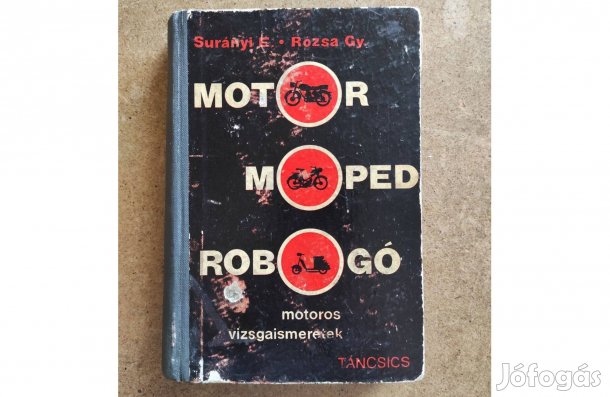 Surányi E. • Rózsa Gy.
MOTOR
MOPED
ROBOGÓ
motoros
vizsgaismeretek
TÁNCSICS
Jófogás